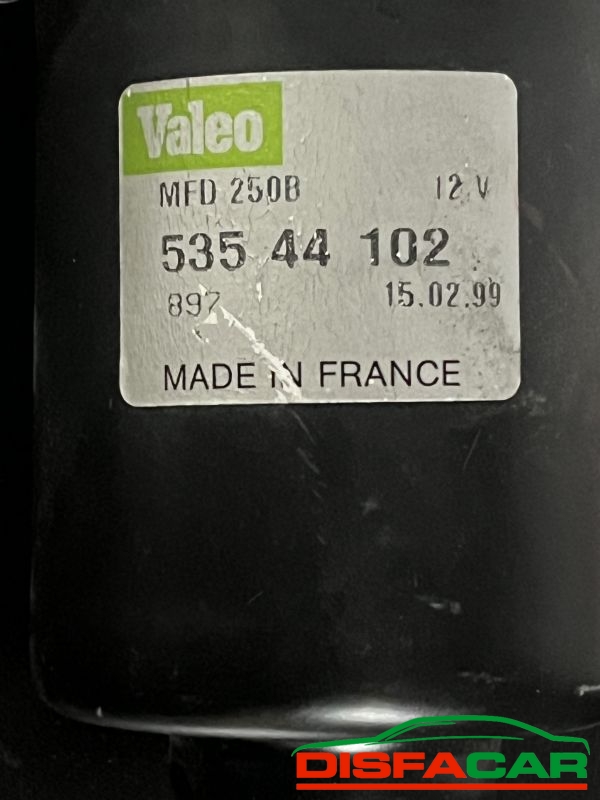 Valeo
MFD 250B 12 V
535 44 102
897 15.02.99
MADE IN FRANCE
DISFACAR